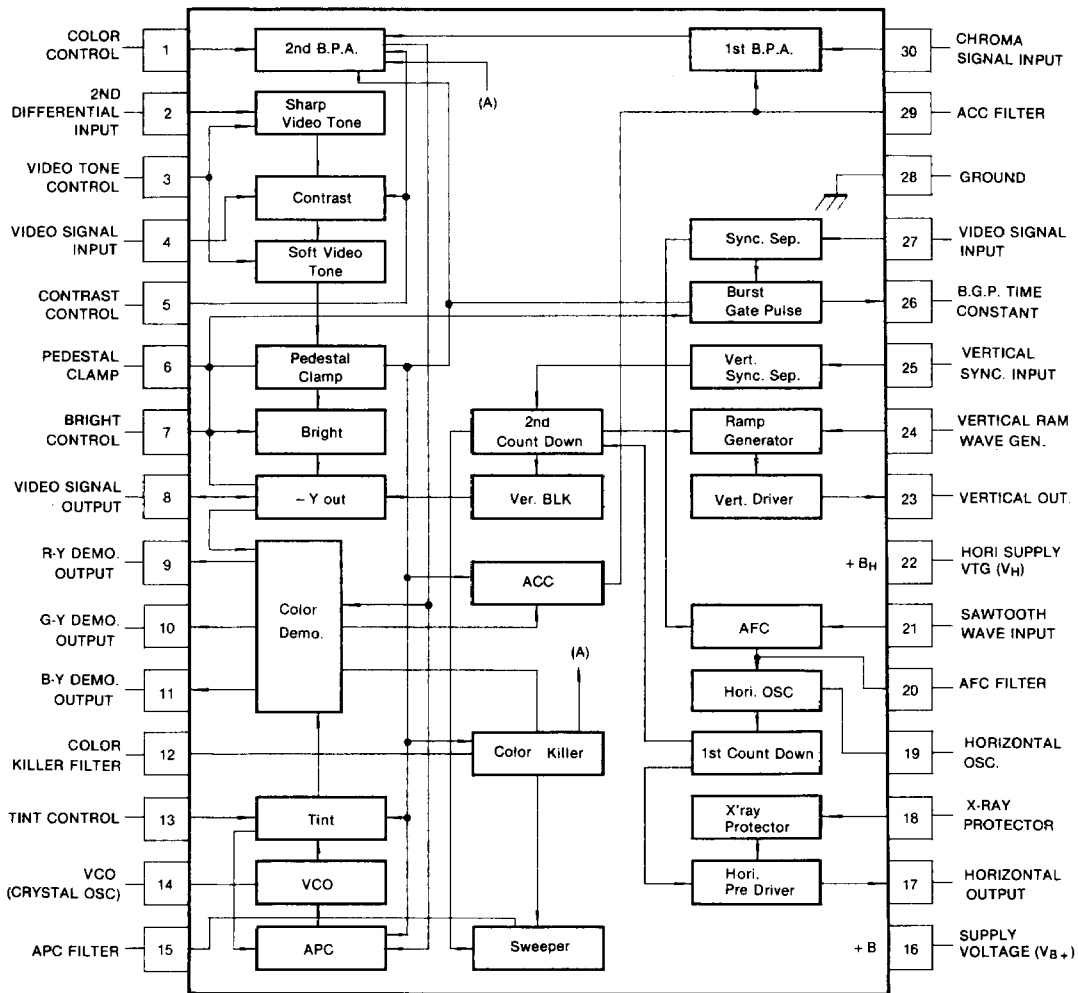 COLOR
CONTROL
1
2ND
DIFFERENTIAL
INPUT
2
VIDEO TONE
CONTROL
3
VIDEO SIGNAL
INPUT
4
CONTRAST
CONTROL
5
PEDESTAL
CLAMP
6
BRIGHT
CONTROL
7
VIDEO SIGNAL
OUTPUT
8
R-Y DEMO.
OUTPUT
9
G-Y DEMO.
OUTPUT
10
B-Y DEMO.
OUTPUT
11
COLOR
KILLER FILTER
12
TINT CONTROL
13
VCO
(CRYSTAL OSC)
14
APC FILTER
15
2nd B.P.A.
Sharp
Video Tone
Contrast
Soft Video
Tone
Pedestal
Clamp
Bright
– Y out
Color
Demo.
Tint
VCO
APC
(A)
2nd
Count Down
Ver. BLK
ACC
(A)
Color Killer
Sweeper
1st B.P.A.
Sync. Sep.
Burst
Gate Pulse
Vert.
Sync. Sep.
Ramp
Generator
Vert. Driver
+ BH
AFC
Hori. OSC
1st Count Down
X'ray
Protector
Hori.
Pre Driver
+ B
30
CHROMA
SIGNAL INPUT
29
ACC FILTER
28
GROUND
27
VIDEO SIGNAL
INPUT
26
B.G.P. TIME
CONSTANT
25
VERTICAL
SYNC. INPUT
24
VERTICAL RAM
WAVE GEN.
23
VERTICAL OUT.
22
HORI SUPPLY
VTG (VH)
21
SAWTOOTH
WAVE INPUT
20
AFC FILTER
19
HORIZONTAL
OSC.
18
X-RAY
PROTECTOR
17
HORIZONTAL
OUTPUT
16
SUPPLY
VOLTAGE (VB+)